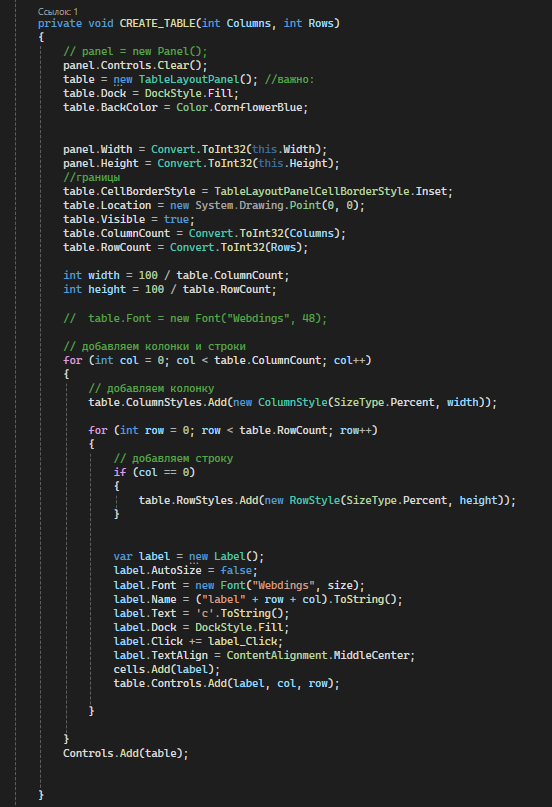 Ссылок: 1
private void CREATE_TABLE(int Columns, int Rows)
{
// panel = new Panel();
panel.Controls.Clear();
table = new TableLayoutPanel(); //важно:
table.Dock = DockStyle.Fill;
table.BackColor = Color.CornflowerBlue;
panel.Width = Convert.ToInt32(this.Width);
panel.Height = Convert.ToInt32(this.Height);
//границы
table.CellBorderStyle = TableLayoutPanelCellBorderStyle.Inset;
table.Location = new System.Drawing.Point(0, 0);
table.Visible = true;
table.ColumnCount = Convert.ToInt32(Columns);
table.RowCount = Convert.ToInt32(Rows);
int width = 100 / table.ColumnCount;
int height = 100 / table.RowCount;
//  table.Font = new Font("Webdings", 48);
// добавляем колонки и строки
for (int col = 0; col < table.ColumnCount; col++)
{
// добавляем колонку
table.ColumnStyles.Add(new ColumnStyle(SizeType.Percent, width));
for (int row = 0; row < table.RowCount; row++)
{
// добавляем строку
if (col == 0)
{
table.RowStyles.Add(new RowStyle(SizeType.Percent, height));
}
var label = new Label();
label.AutoSize = false;
label.Font = new Font("Webdings", size);
label.Name = ("label" + row + col).ToString();
label.Text = 'c'.ToString();
label.Dock = DockStyle.Fill;
label.Click += label_Click;
label.TextAlign = ContentAlignment.MiddleCenter;
cells.Add(label);
table.Controls.Add(label, col, row);
}
}
Controls.Add(table);
}